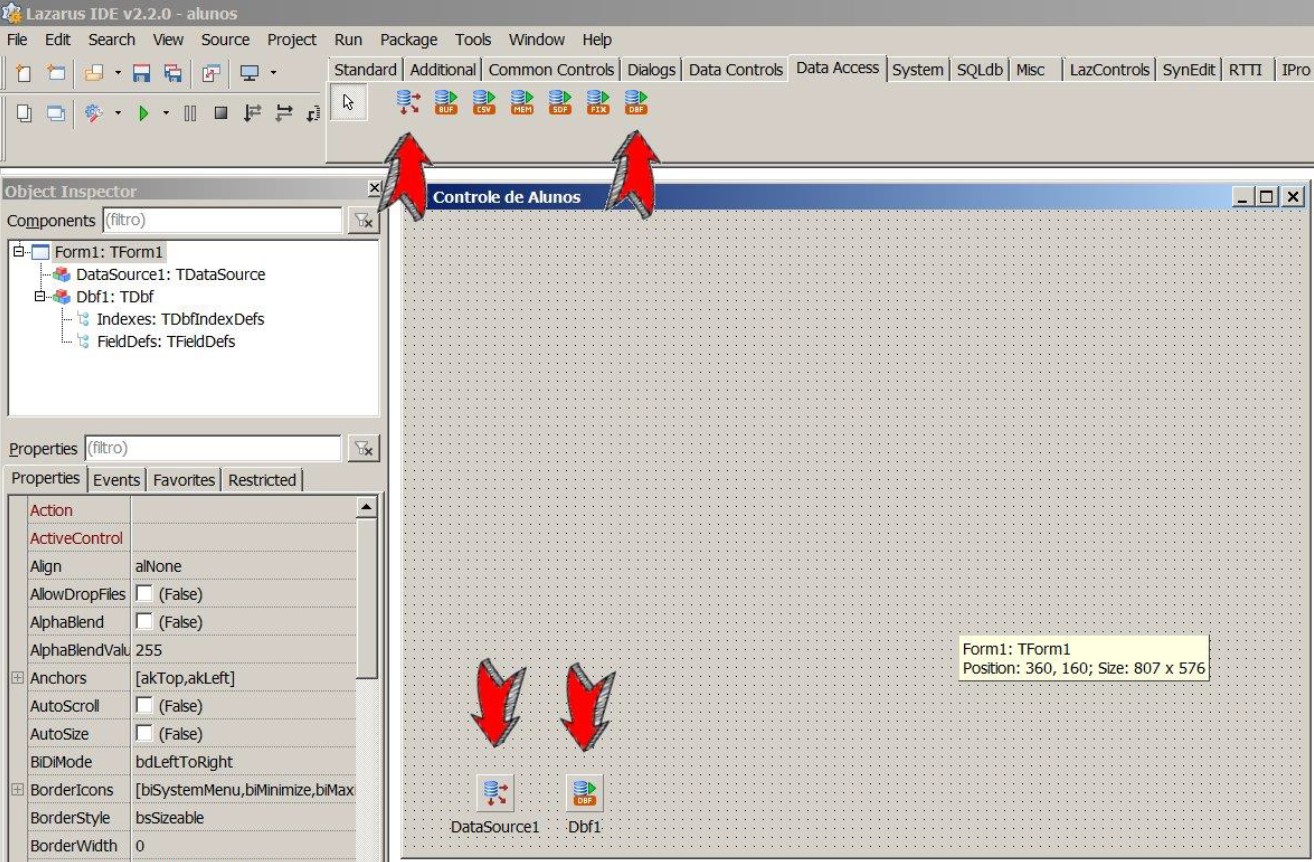 Lazarus IDE v2.2.0 - alunos
File Edit Search View Source Project Run Package Tools Window Help
Standard Additional Common Controls Dialogs Data Controls Data Access System SQLdb Misc LazControls SynEdit RTTI IPro
BUF CSV MEM SDF FIX DBF
Object Inspector
Components (filtro)
Form1: TForm1
DataSource1: TDataSource
Dbf1: TDbf
Indexes: TDbfIndexDefs
FieldDefs: TFieldDefs
Properties (filtro)
Properties Events Favorites Restricted
Action
ActiveControl
Align alNone
AllowDropFiles (False)
AlphaBlend (False)
AlphaBlendValu 255
Anchors [akTop,akLeft]
AutoScroll (False)
AutoSize (False)
BiDiMode bdLeftToRight
BorderIcons [biSystemMenu,biMinimize,biMax
BorderStyle bsSizeable
BorderWidth 0
Controle de Alunos
Form1: TForm1
Position: 360, 160; Size: 807 x 576
DBF
DataSource1 Dbf1